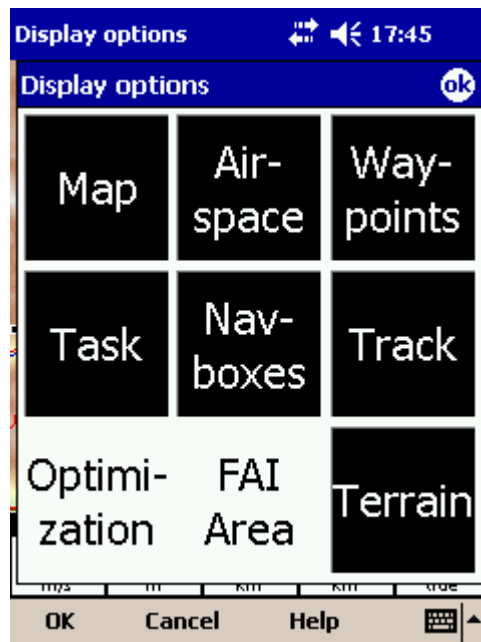 Display options 17:45
Display options ok
Map
Air-
space
Way-
points
Task
Nav-
boxes
Track
Optimi-
zation
FAI
Area
Terrain
m/s m km km true
OK Cancel Help